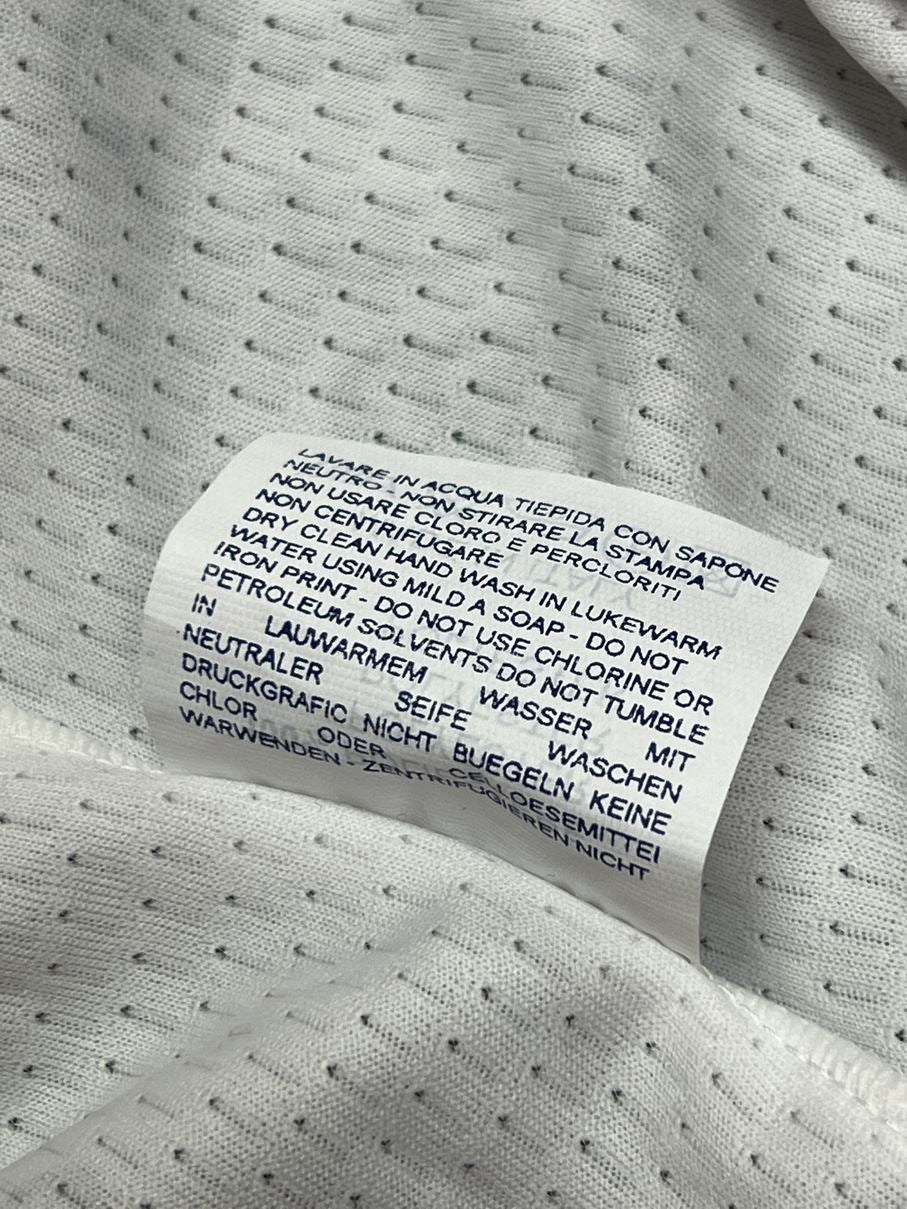 LAVARE IN ACQUA TIEPIDA CON SAPONE
NEUTRO - NON STIRARE LA STAMPA
NON USARE CLORO E PERCLORITI
NON CENTRIFUGARE
DRY CLEAN HAND WASH IN LUKEWARM
WATER USING MILD A SOAP - DO NOT
IRON PRINT - DO NOT USE CHLORINE OR
PETROLEUM SOLVENTS DO NOT TUMBLE
IN LAUWARMEM WASSER MIT
NEUTRALER SEIFE WASCHEN
DRUCKGRAFIC NICHT BUEGELN KEINE
CHLOR ODER CELLOESEMITTEI
WARWENDEN - ZENTRIFUGIEREN NICHT